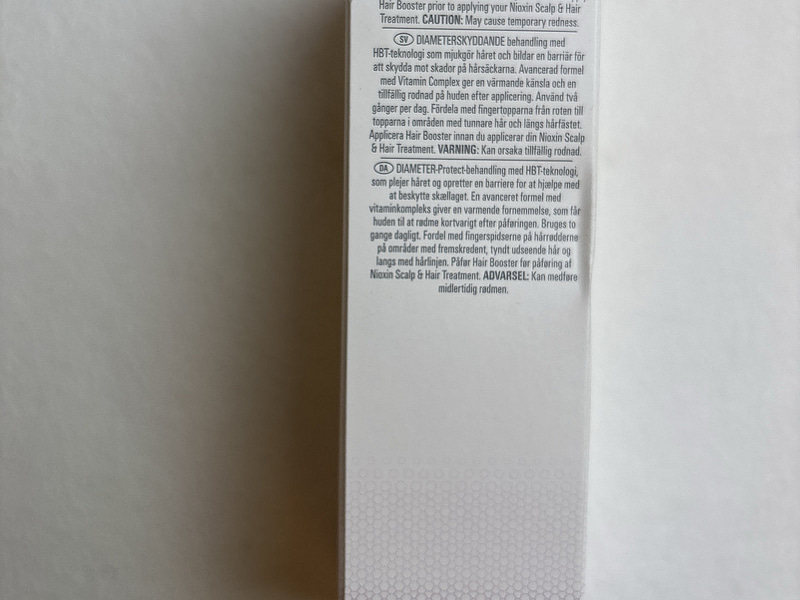 Hair Booster prior to applying your Nioxin Scalp & Hair
Treatment. CAUTION: May cause temporary redness.
SV DIAMETERSKYDDANDE behandling med
HBT-teknologi som mjukgör håret och bildar en barriär för
att skydda mot skador på hårsäckarna. Avancerad formel
med Vitamin Complex ger en värmande känsla och en
tillfällig rodnad på huden efter applicering. Använd två
gånger per dag. Fördela med fingertopparna från roten till
topparna i områden med tunnare hår och längs hårfästet.
Applicera Hair Booster innan du applicerar din Nioxin Scalp
& Hair Treatment. VARNING: Kan orsaka tillfällig rodnad.
DA DIAMETER-Protect-behandling med HBT-teknologi,
som plejer håret og opretter en barriere for at hjælpe med
at beskytte skællaget. En avanceret formel med
vitaminkompleks giver en varmende fornemmelse, som får
huden til at rødme kortvarigt efter påføringen. Bruges to
gange dagligt. Fordel med fingerspidserne på hårrødderne
på områder med fremskredent, tyndt udseende hår og
langs med hårlinjen. Påfør Hair Booster før påføring af
Nioxin Scalp & Hair Treatment. ADVARSEL: Kan medføre
midlertidig rødmen.